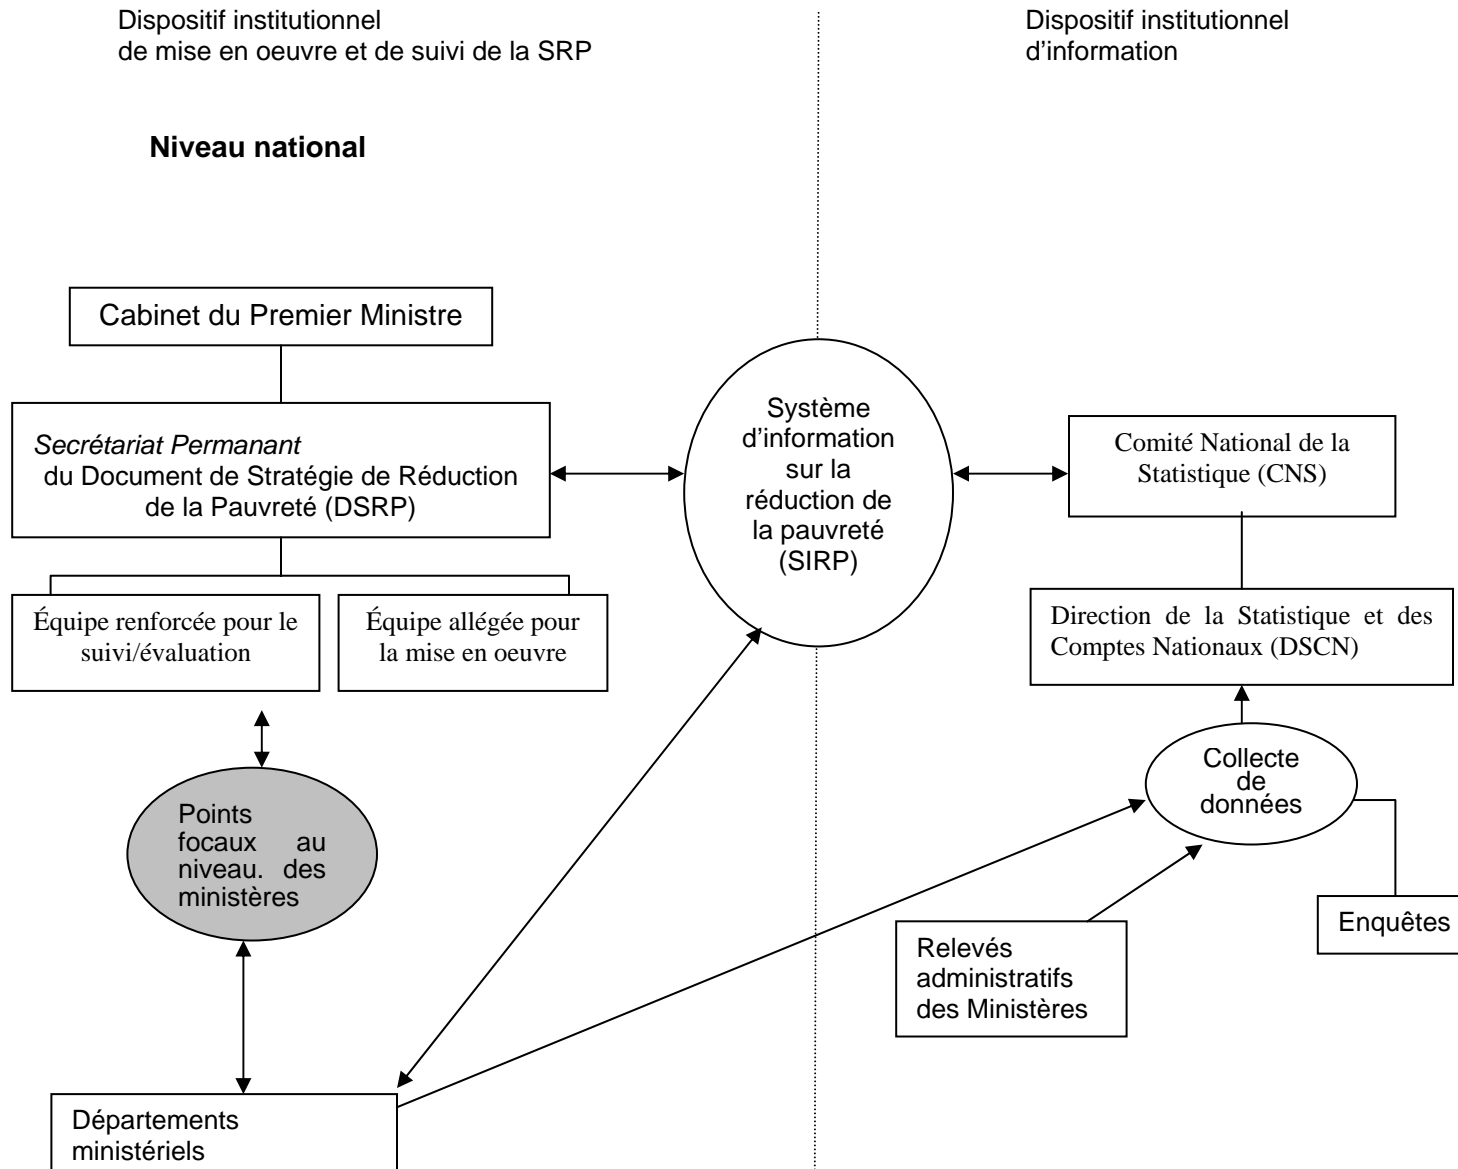 Dispositif institutionnel
de mise en oeuvre et de suivi de la SRP
Dispositif institutionnel
d’information
Niveau national
Cabinet du Premier Ministre
Secrétariat Permanant
du Document de Stratégie de Réduction
de la Pauvreté (DSRP)
Système
d’information
sur la
réduction de
la pauvreté
(SIRP)
Comité National de la
Statistique (CNS)
Équipe renforcée pour le
suivi/évaluation
Équipe allégée pour
la mise en oeuvre
Direction de la Statistique et des
Comptes Nationaux (DSCN)
Points
focaux au
niveau. des
ministères
Collecte
de
données
Relevés
administratifs
des Ministères
Enquêtes
Départements
ministériels